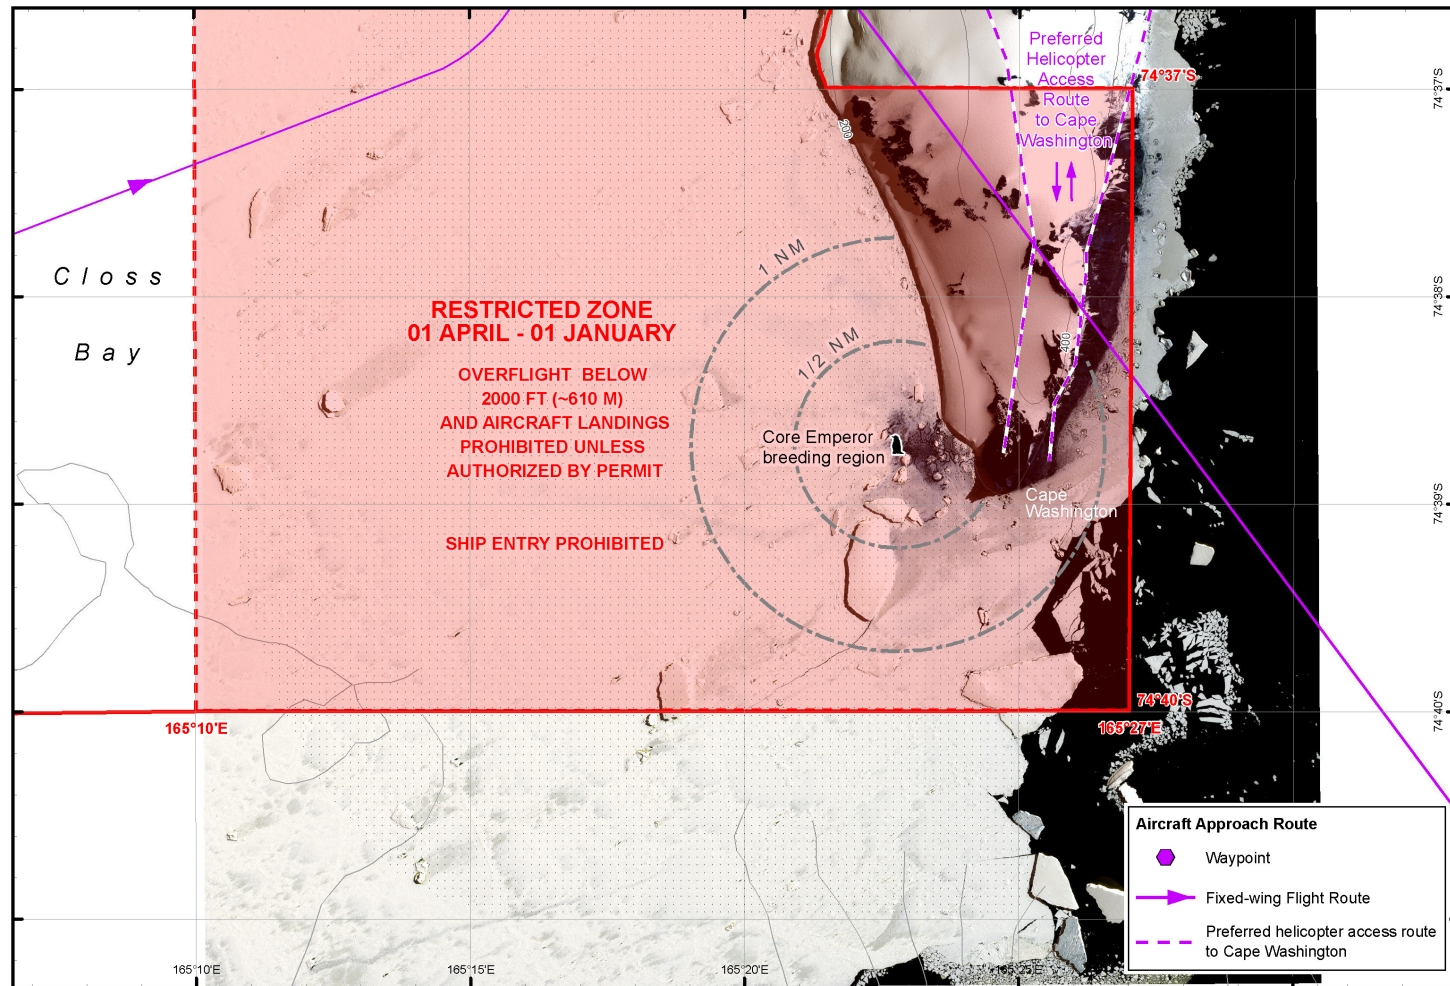 Preferred
Helicopter
Access
Route
to Cape
Washington
74°37'S
74°37'S
200
Closs
Bay
1 NM
74°38'S
RESTRICTED ZONE
01 APRIL - 01 JANUARY
1/2 NM
400
OVERFLIGHT BELOW
2000 FT (~610 M)
AND AIRCRAFT LANDINGS
PROHIBITED UNLESS
AUTHORIZED BY PERMIT
Core Emperor
breeding region
Cape
Washington
74°39'S
SHIP ENTRY PROHIBITED
74°40'S
74°40'S
165°10'E
165°27'E
Aircraft Approach Route
Waypoint
Fixed-wing Flight Route
Preferred helicopter access route
to Cape Washington
165°10'E
165°15'E
165°20'E
165°25'E